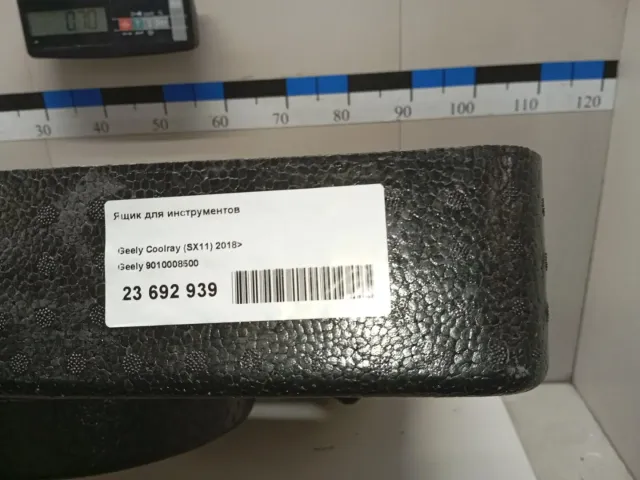 0.70
30 40 50 60 70 80 90 100 110 120
Ящик для инструментов
Geely Coolray (SX11) 2018>
Geely 9010008500
23 692 939